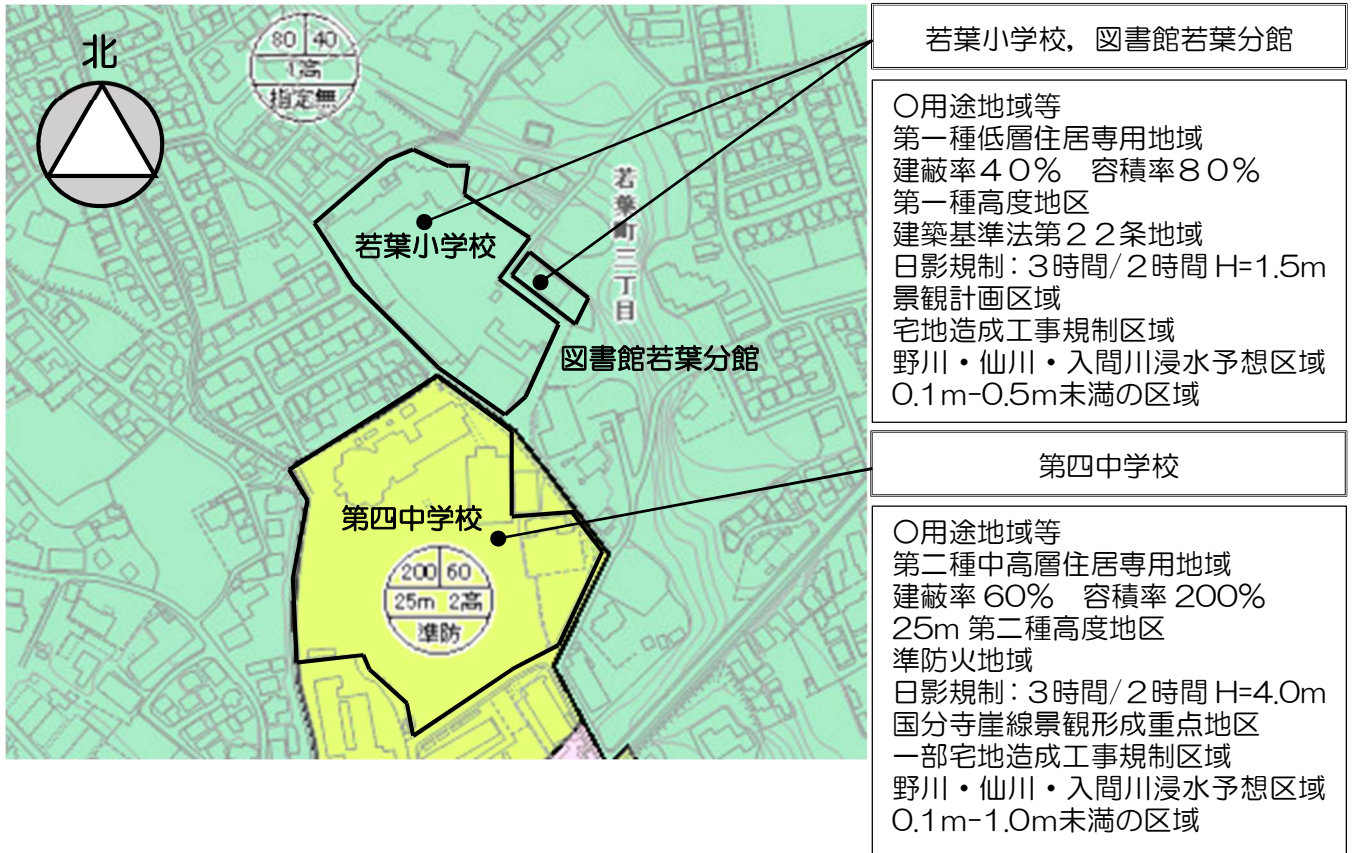 北
80 40
1高
指定無
若葉町三丁目
若葉小学校
図書館若葉分館
第四中学校
200 60
25m 2高
準防
若葉小学校，図書館若葉分館
○用途地域等
第一種低層住居専用地域
建蔽率４０％　容積率８０％
第一種高度地区
建築基準法第２２条地域
日影規制：３時間/２時間 H=1.5m
景観計画区域
宅地造成工事規制区域
野川・仙川・入間川浸水予想区域
0.1m-0.5m未満の区域
第四中学校
○用途地域等
第二種中高層住居専用地域
建蔽率 60%　容積率 200%
25m 第二種高度地区
準防火地域
日影規制：３時間/２時間 H=4.0m
国分寺崖線景観形成重点地区
一部宅地造成工事規制区域
野川・仙川・入間川浸水予想区域
0.1m-1.0m未満の区域